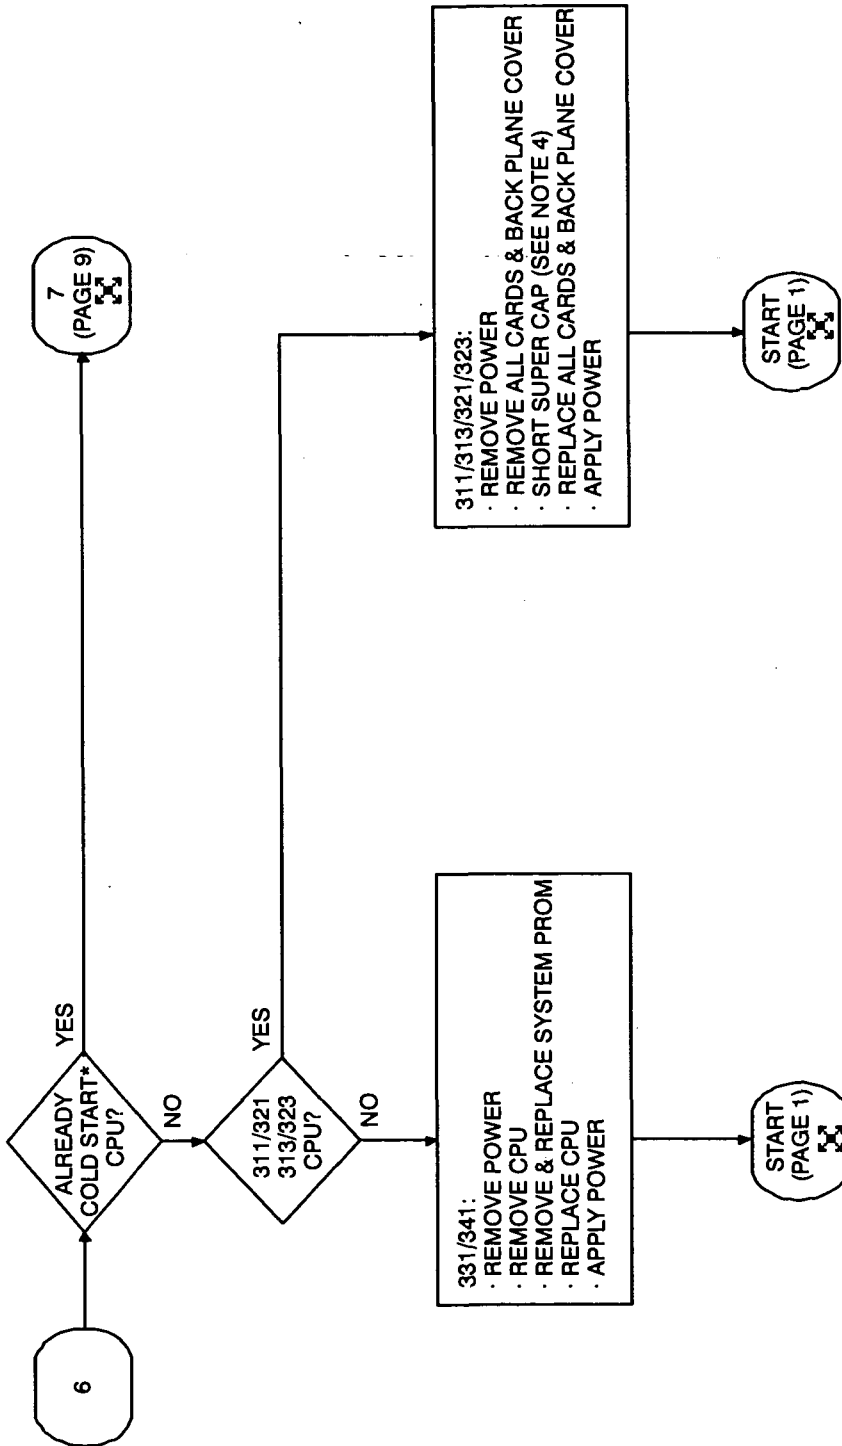 6
ALREADY
COLD START*
CPU?
YES
7
(PAGE 9)
NO
311/321
313/323
CPU?
YES
NO
331/341:
· REMOVE POWER
· REMOVE CPU
· REMOVE & REPLACE SYSTEM PROM
· REPLACE CPU
· APPLY POWER
311/313/321/323:
· REMOVE POWER
· REMOVE ALL CARDS & BACK PLANE COVER
· SHORT SUPER CAP (SEE NOTE 4)
· REPLACE ALL CARDS & BACK PLANE COVER
· APPLY POWER
START
(PAGE 1)
START
(PAGE 1)